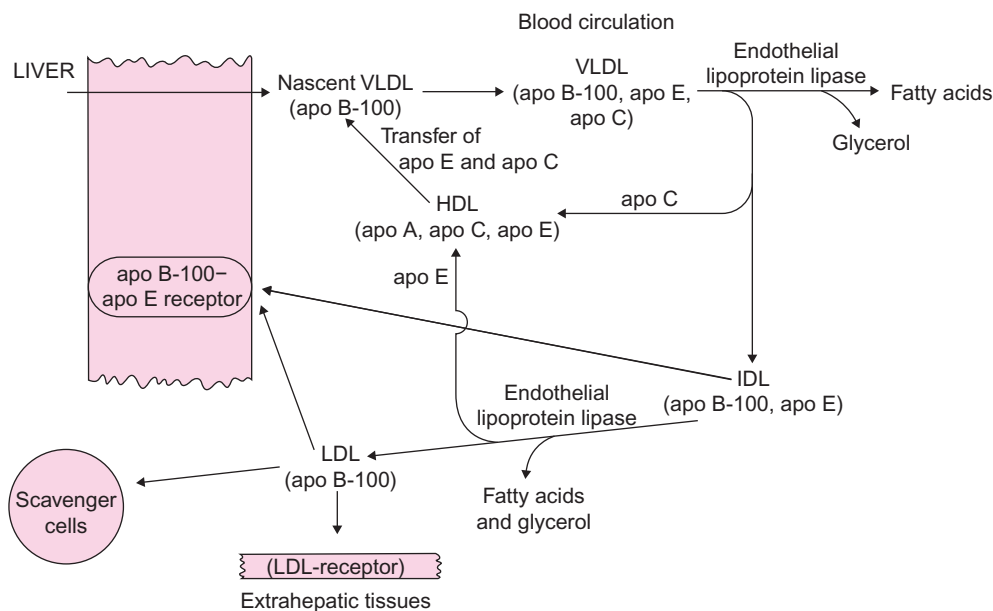 Blood circulation
LIVER
Nascent VLDL
(apo B-100)
VLDL
(apo B-100, apo E,
apo C)
Endothelial
lipoprotein lipase
Fatty acids
Glycerol
Transfer of
apo E and apo C
HDL
(apo A, apo C, apo E)
apo C
apo B-100–
apo E receptor
apo E
IDL
(apo B-100, apo E)
Endothelial
lipoprotein lipase
LDL
(apo B-100)
Fatty acids
and glycerol
Scavenger
cells
(LDL-receptor)
Extrahepatic tissues